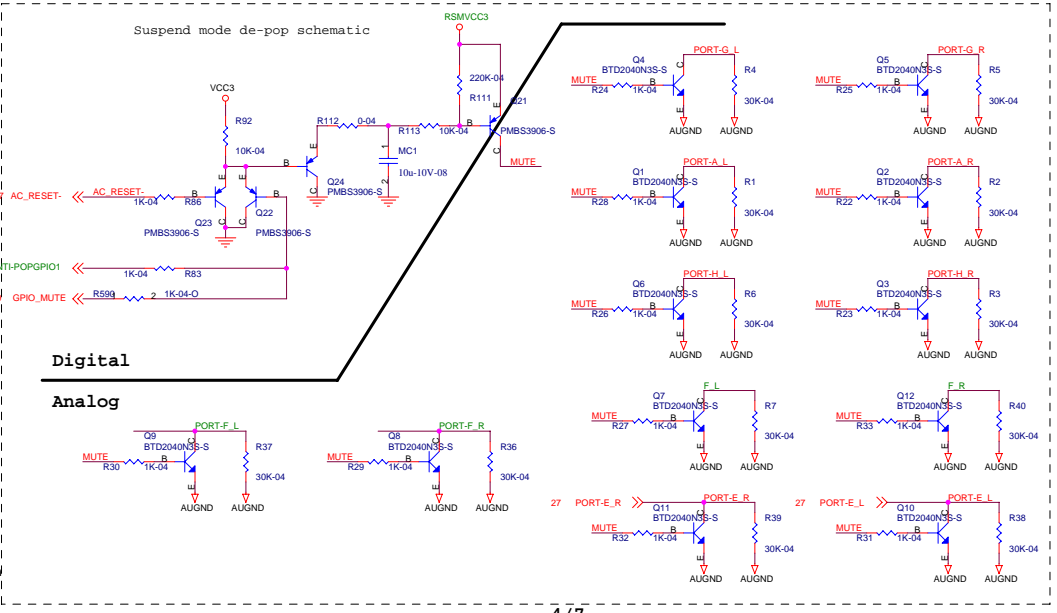 Suspend mode de-pop schematic
RSMVCC3
220K-04
R111
VCC3
R92
10K-04
R112
0-04
R113
10K-04
E
Q21
PMBS3906-S
B
C
MUTE
1
MC1
10u-10V-08
2
B
E
C
Q24
PMBS3906-S
AC_RESET-
AC_RESET-
1K-04
R86
B
E
C
Q23
PMBS3906-S
E
C
B
Q22
PMBS3906-S
TI-POPGPIO1
1K-04
R83
GPIO_MUTE
R590
1
2
1K-04-O
Digital
Analog
PORT-G_L
Q4
BTD2040N3S-S
MUTE
R24
1K-04
B
C
E
R4
30K-04
AUGND
AUGND
PORT-G_R
Q5
BTD2040N3S-S
MUTE
R25
1K-04
B
C
E
R5
30K-04
AUGND
AUGND
PORT-A_L
Q1
BTD2040N3S-S
MUTE
R28
1K-04
B
C
E
R1
30K-04
AUGND
AUGND
PORT-A_R
Q2
BTD2040N3S-S
MUTE
R22
1K-04
B
C
E
R2
30K-04
AUGND
AUGND
PORT-H_L
Q6
BTD2040N3S-S
MUTE
R26
1K-04
B
C
E
R6
30K-04
AUGND
AUGND
PORT-H_R
Q3
BTD2040N3S-S
MUTE
R23
1K-04
B
C
E
R3
30K-04
AUGND
AUGND
F_L
Q7
BTD2040N3S-S
MUTE
R27
1K-04
B
C
E
R7
30K-04
AUGND
AUGND
F_R
Q12
BTD2040N3S-S
MUTE
R33
1K-04
B
C
E
R40
30K-04
AUGND
AUGND
PORT-F_L
Q9
BTD2040N3S-S
MUTE
R30
1K-04
B
C
E
R37
30K-04
AUGND
AUGND
PORT-F_R
Q8
BTD2040N3S-S
MUTE
R29
1K-04
B
C
E
R36
30K-04
AUGND
AUGND
27 PORT-E_R
PORT-E_R
Q11
BTD2040N3S-S
MUTE
R32
1K-04
B
C
E
R39
30K-04
AUGND
AUGND
27 PORT-E_L
PORT-E_L
Q10
BTD2040N3S-S
MUTE
R31
1K-04
B
C
E
R38
30K-04
AUGND
AUGND